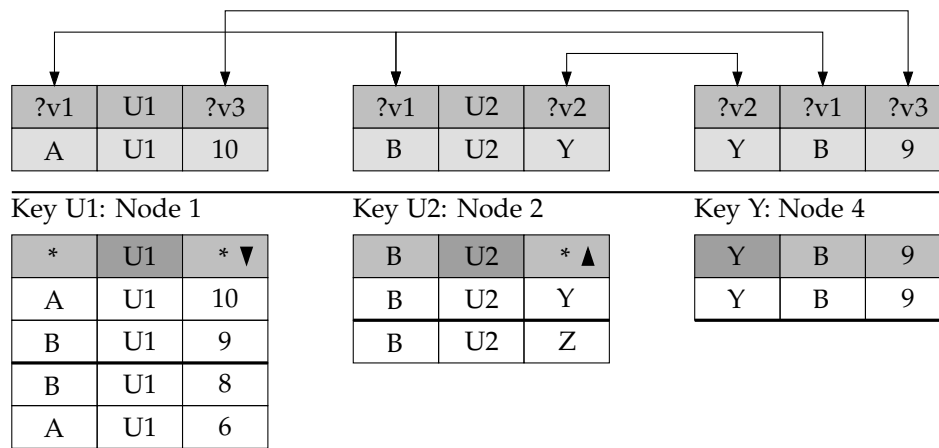 ?v1 U1 ?v3 ?v1 U2 ?v2 ?v2 ?v1 ?v3
A U1 10 B U2 Y Y B 9
Key U1: Node 1 Key U2: Node 2 Key Y: Node 4
* U1 * ▼ B U2 * ▲ Y B 9
A U1 10 B U2 Y Y B 9
B U1 9 B U2 Z
B U1 8
A U1 6